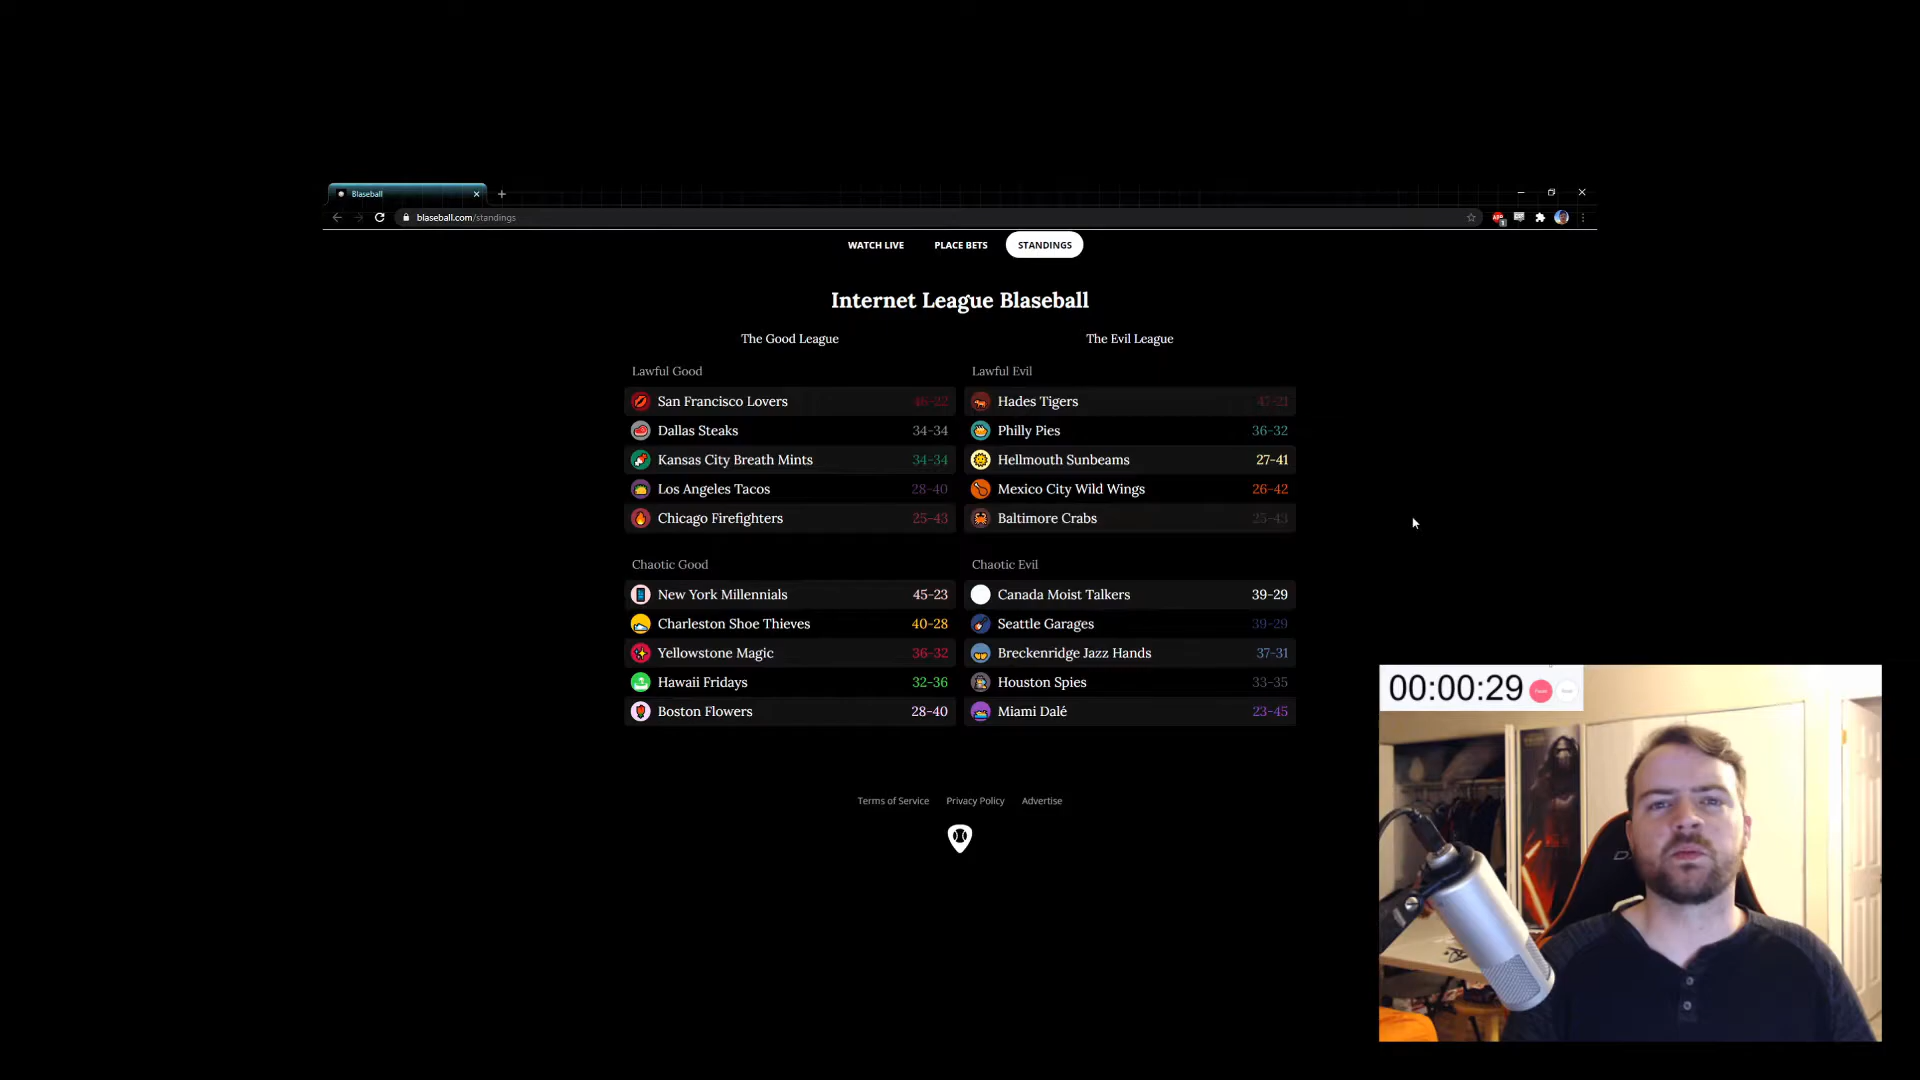 Blaseball
blaseball.com/standings
WATCH LIVE PLACE BETS STANDINGS
Internet League Blaseball
The Good League
Lawful Good
San Francisco Lovers 46-22
Dallas Steaks 34-34
Kansas City Breath Mints 34-34
Los Angeles Tacos 28-40
Chicago Firefighters 25-43
Chaotic Good
New York Millennials 45-23
Charleston Shoe Thieves 40-28
Yellowstone Magic 36-32
Hawaii Fridays 32-36
Boston Flowers 28-40
The Evil League
Lawful Evil
Hades Tigers 47-21
Philly Pies 36-32
Hellmouth Sunbeams 27-41
Mexico City Wild Wings 26-42
Baltimore Crabs 25-43
Chaotic Evil
Canada Moist Talkers 39-29
Seattle Garages 39-29
Breckenridge Jazz Hands 37-31
Houston Spies 33-35
Miami Dalé 23-45
Terms of Service Privacy Policy Advertise
00:00:29